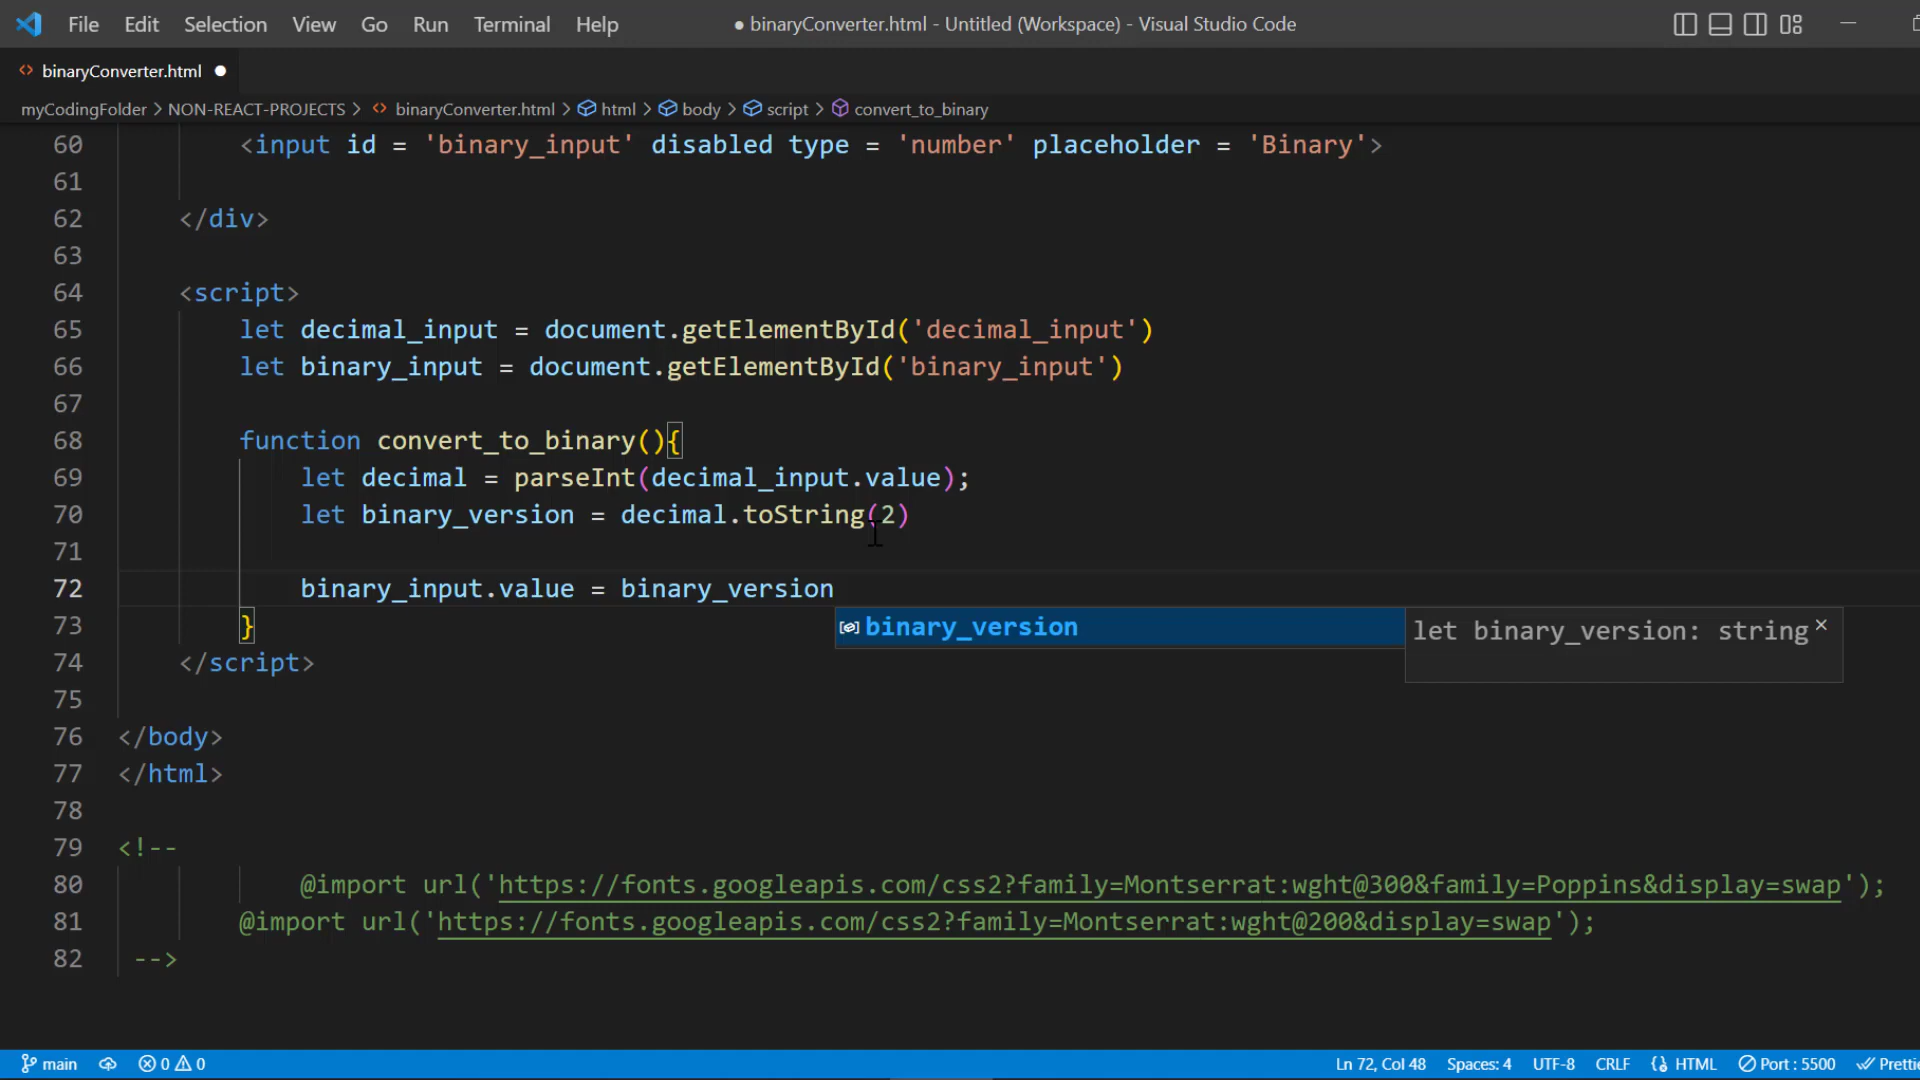 File Edit Selection View Go Run Terminal Help ● binaryConverter.html - Untitled (Workspace) - Visual Studio Code
binaryConverter.html
myCodingFolder > NON-REACT-PROJECTS > binaryConverter.html > html > body > script > convert_to_binary
60 <input id = 'binary_input' disabled type = 'number' placeholder = 'Binary'>
61
62 </div>
63
64 <script>
65 let decimal_input = document.getElementById('decimal_input')
66 let binary_input = document.getElementById('binary_input')
67
68 function convert_to_binary(){
69 let decimal = parseInt(decimal_input.value);
70 let binary_version = decimal.toString(2)
71
72 binary_input.value = binary_version
binary_version let binary_version: string ×
73 }
74 </script>
75
76 </body>
77 </html>
78
79 <!--
80 @import url('https://fonts.googleapis.com/css2?family=Montserrat:wght@300&family=Poppins&display=swap');
81 @import url('https://fonts.googleapis.com/css2?family=Montserrat:wght@200&display=swap');
82 -->
main 0 0 Ln 72, Col 48 Spaces: 4 UTF-8 CRLF {} HTML Port : 5500 Prettie